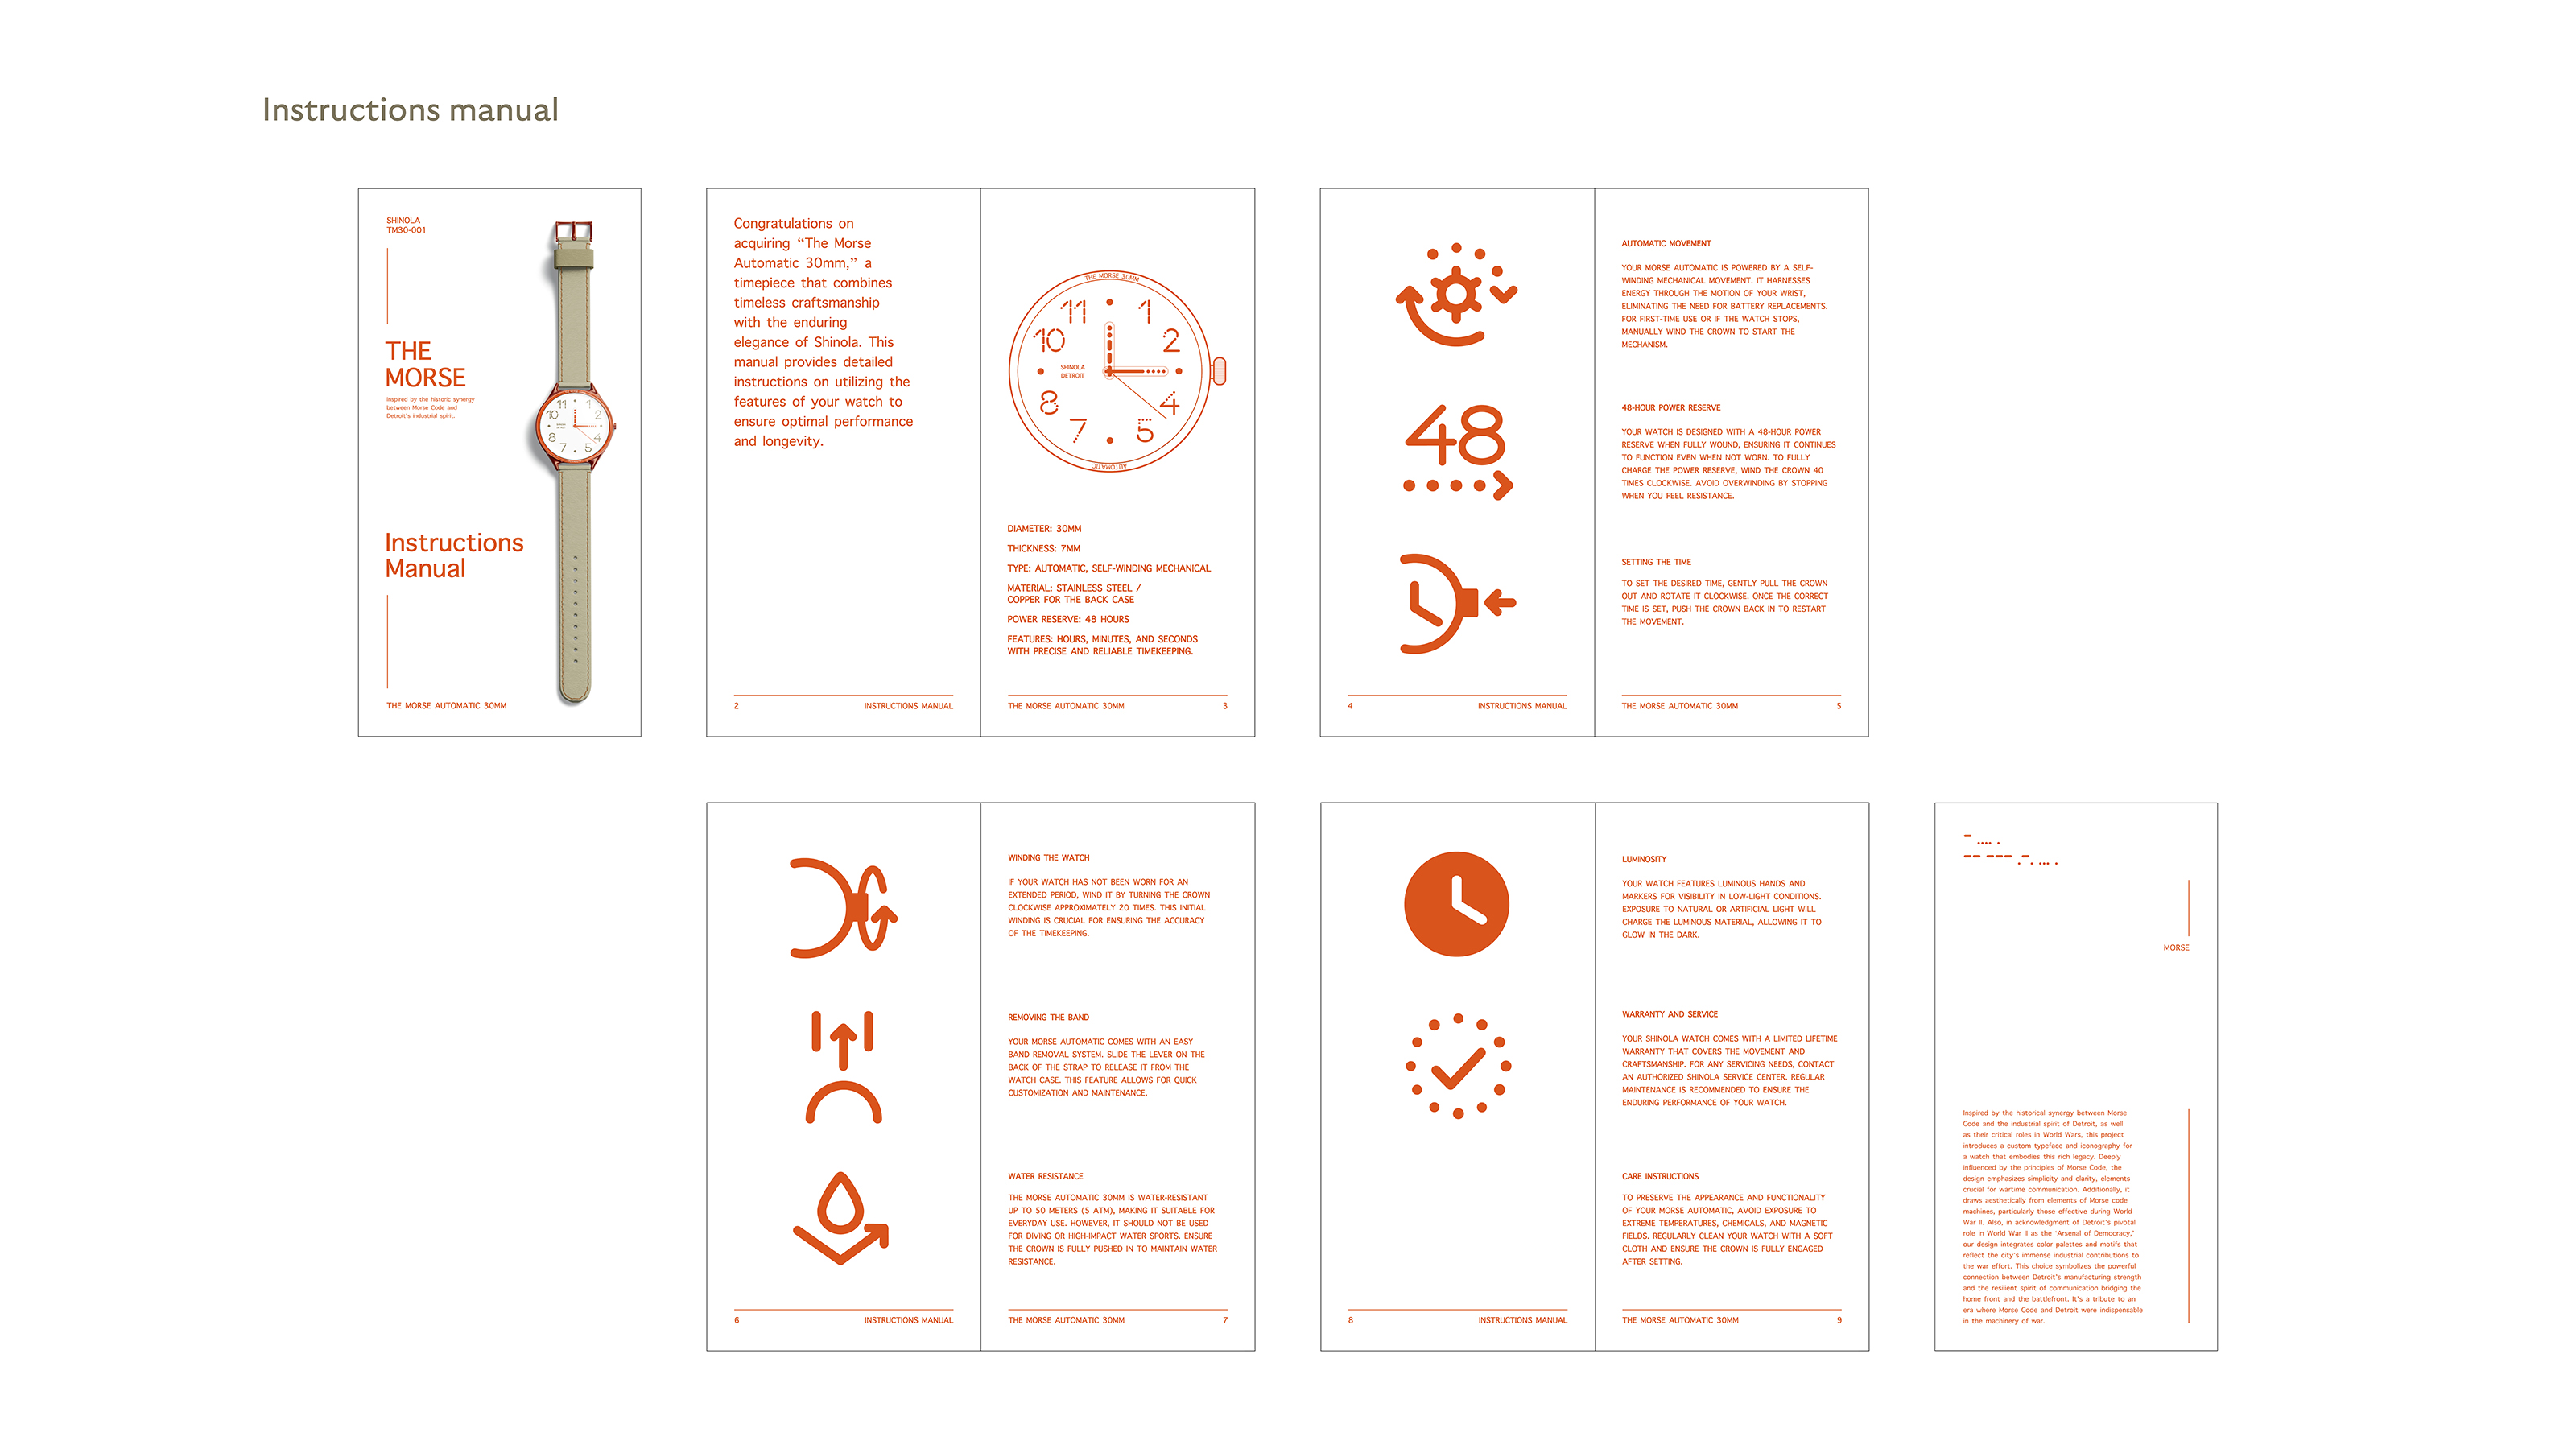 Instructions manual
SHINOLA
TM30-001
THE
MORSE
Inspired by the historic synergy
between Morse Code and
Detroit's industrial spirit.
Instructions
Manual
THE MORSE AUTOMATIC 30MM
11 1
10 2
8 4
7 5
Congratulations on
acquiring “The Morse
Automatic 30mm,” a
timepiece that combines
timeless craftsmanship
with the enduring
elegance of Shinola. This
manual provides detailed
instructions on utilizing the
features of your watch to
ensure optimal performance
and longevity.
2 INSTRUCTIONS MANUAL
THE MORSE 30MM
11 1
10 2
SHINOLA
DETROIT
8 4
7 5
AUTOMATIC
DIAMETER: 30MM
THICKNESS: 7MM
TYPE: AUTOMATIC, SELF-WINDING MECHANICAL
MATERIAL: STAINLESS STEEL /
COPPER FOR THE BACK CASE
POWER RESERVE: 48 HOURS
FEATURES: HOURS, MINUTES, AND SECONDS
WITH PRECISE AND RELIABLE TIMEKEEPING.
THE MORSE AUTOMATIC 30MM 3
48
4 INSTRUCTIONS MANUAL
AUTOMATIC MOVEMENT
YOUR MORSE AUTOMATIC IS POWERED BY A SELF-
WINDING MECHANICAL MOVEMENT. IT HARNESSES
ENERGY THROUGH THE MOTION OF YOUR WRIST,
ELIMINATING THE NEED FOR BATTERY REPLACEMENTS.
FOR FIRST-TIME USE OR IF THE WATCH STOPS,
MANUALLY WIND THE CROWN TO START THE
MECHANISM.
48-HOUR POWER RESERVE
YOUR WATCH IS DESIGNED WITH A 48-HOUR POWER
RESERVE WHEN FULLY WOUND, ENSURING IT CONTINUES
TO FUNCTION EVEN WHEN NOT WORN. TO FULLY
CHARGE THE POWER RESERVE, WIND THE CROWN 40
TIMES CLOCKWISE. AVOID OVERWINDING BY STOPPING
WHEN YOU FEEL RESISTANCE.
SETTING THE TIME
TO SET THE DESIRED TIME, GENTLY PULL THE CROWN
OUT AND ROTATE IT CLOCKWISE. ONCE THE CORRECT
TIME IS SET, PUSH THE CROWN BACK IN TO RESTART
THE MOVEMENT.
THE MORSE AUTOMATIC 30MM 5
6 INSTRUCTIONS MANUAL
WINDING THE WATCH
IF YOUR WATCH HAS NOT BEEN WORN FOR AN
EXTENDED PERIOD, WIND IT BY TURNING THE CROWN
CLOCKWISE APPROXIMATELY 20 TIMES. THIS INITIAL
WINDING IS CRUCIAL FOR ENSURING THE ACCURACY
OF THE TIMEKEEPING.
REMOVING THE BAND
YOUR MORSE AUTOMATIC COMES WITH AN EASY
BAND REMOVAL SYSTEM. SLIDE THE LEVER ON THE
BACK OF THE STRAP TO RELEASE IT FROM THE
WATCH CASE. THIS FEATURE ALLOWS FOR QUICK
CUSTOMIZATION AND MAINTENANCE.
WATER RESISTANCE
THE MORSE AUTOMATIC 30MM IS WATER-RESISTANT
UP TO 50 METERS (5 ATM), MAKING IT SUITABLE FOR
EVERYDAY USE. HOWEVER, IT SHOULD NOT BE USED
FOR DIVING OR HIGH-IMPACT WATER SPORTS. ENSURE
THE CROWN IS FULLY PUSHED IN TO MAINTAIN WATER
RESISTANCE.
THE MORSE AUTOMATIC 30MM 7
8 INSTRUCTIONS MANUAL
LUMINOSITY
YOUR WATCH FEATURES LUMINOUS HANDS AND
MARKERS FOR VISIBILITY IN LOW-LIGHT CONDITIONS.
EXPOSURE TO NATURAL OR ARTIFICIAL LIGHT WILL
CHARGE THE LUMINOUS MATERIAL, ALLOWING IT TO
GLOW IN THE DARK.
WARRANTY AND SERVICE
YOUR SHINOLA WATCH COMES WITH A LIMITED LIFETIME
WARRANTY THAT COVERS THE MOVEMENT AND
CRAFTSMANSHIP. FOR ANY SERVICING NEEDS, CONTACT
AN AUTHORIZED SHINOLA SERVICE CENTER. REGULAR
MAINTENANCE IS RECOMMENDED TO ENSURE THE
ENDURING PERFORMANCE OF YOUR WATCH.
CARE INSTRUCTIONS
TO PRESERVE THE APPEARANCE AND FUNCTIONALITY
OF YOUR MORSE AUTOMATIC, AVOID EXPOSURE TO
EXTREME TEMPERATURES, CHEMICALS, AND MAGNETIC
FIELDS. REGULARLY CLEAN YOUR WATCH WITH A SOFT
CLOTH AND ENSURE THE CROWN IS FULLY ENGAGED
AFTER SETTING.
THE MORSE AUTOMATIC 30MM 9
MORSE
Inspired by the historical synergy between Morse
Code and the industrial spirit of Detroit, as well
as their critical roles in World Wars, this project
introduces a custom typeface and iconography for
a watch that embodies this rich legacy. Deeply
influenced by the principles of Morse Code, the
design emphasizes simplicity and clarity, elements
crucial for wartime communication. Additionally, it
draws aesthetically from elements of Morse code
machines, particularly those effective during World
War II. Also, in acknowledgment of Detroit's pivotal
role in World War II as the 'Arsenal of Democracy,'
our design integrates color palettes and motifs that
reflect the city's immense industrial contributions to
the war effort. This choice symbolizes the powerful
connection between Detroit's manufacturing strength
and the resilient spirit of communication bridging the
home front and the battlefront. It's a tribute to an
era where Morse Code and Detroit were indispensable
in the machinery of war.